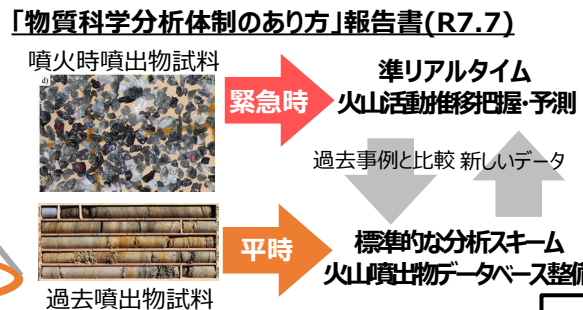 「物質科学分析体制のあり方」報告書(R7.7)
噴火時噴出物試料
d)
緊急時
準リアルタイム
火山活動推移把握・予測
過去事例と比較 新しいデータ
平時
標準的な分析スキーム
火山噴出物データベース整備
過去噴出物試料